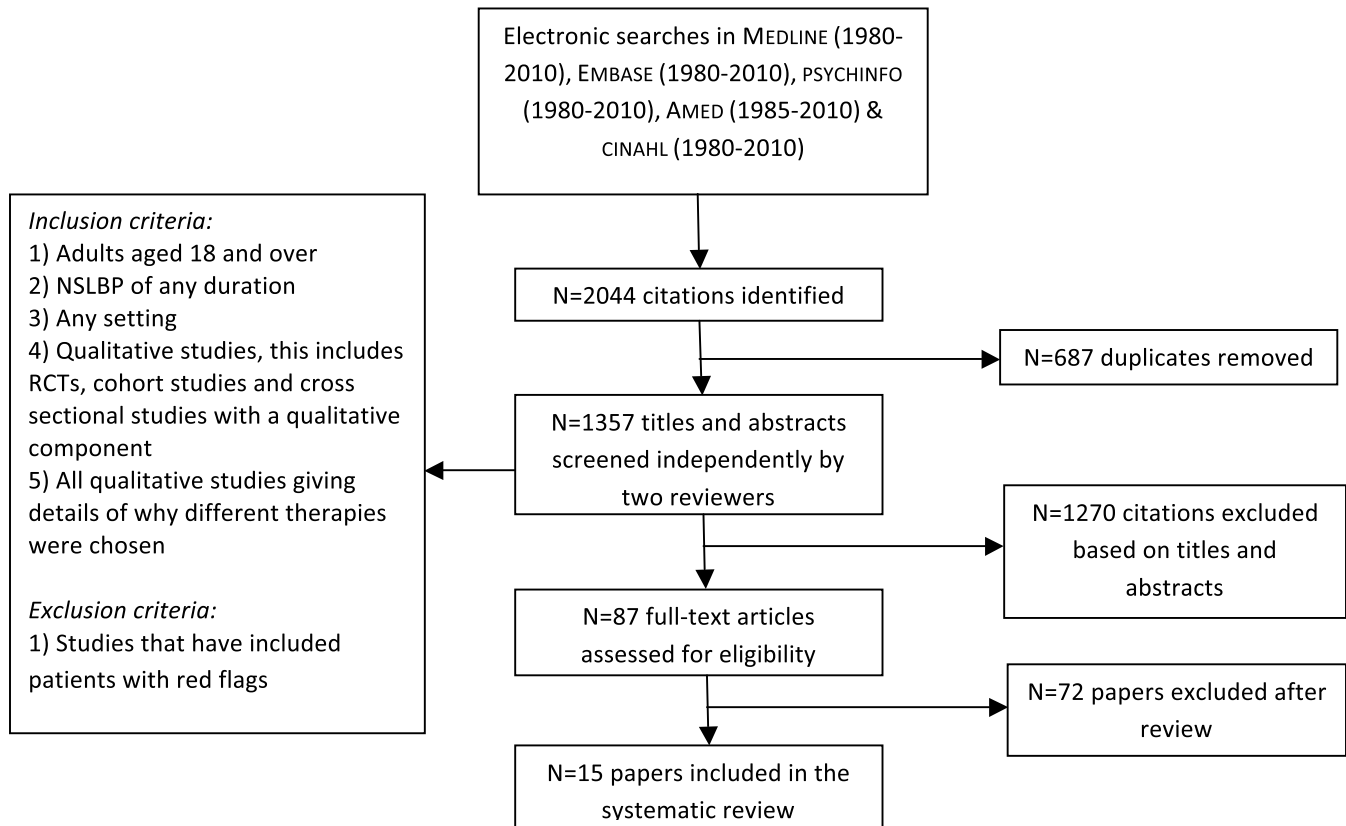 Electronic searches in MEDLINE (1980-
2010), EMBASE (1980-2010), PSYCHINFO
(1980-2010), AMED (1985-2010) &
CINAHL (1980-2010)
Inclusion criteria:
1) Adults aged 18 and over
2) NSLBP of any duration
3) Any setting
4) Qualitative studies, this includes
RCTs, cohort studies and cross
sectional studies with a qualitative
component
5) All qualitative studies giving
details of why different therapies
were chosen
Exclusion criteria:
1) Studies that have included
patients with red flags
N=2044 citations identified
N=687 duplicates removed
N=1357 titles and abstracts
screened independently by
two reviewers
N=1270 citations excluded
based on titles and
abstracts
N=87 full-text articles
assessed for eligibility
N=72 papers excluded after
review
N=15 papers included in the
systematic review